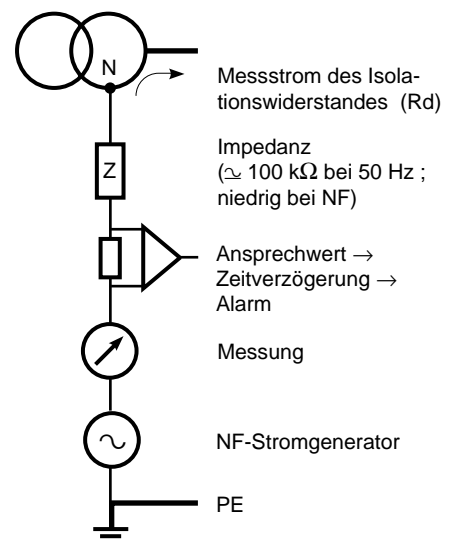 N
Messstrom des Isola-
tionswiderstandes (Rd)
Z
Impedanz
(≃ 100 kΩ bei 50 Hz ;
niedrig bei NF)
Ansprechwert →
Zeitverzögerung →
Alarm
Messung
NF-Stromgenerator
PE